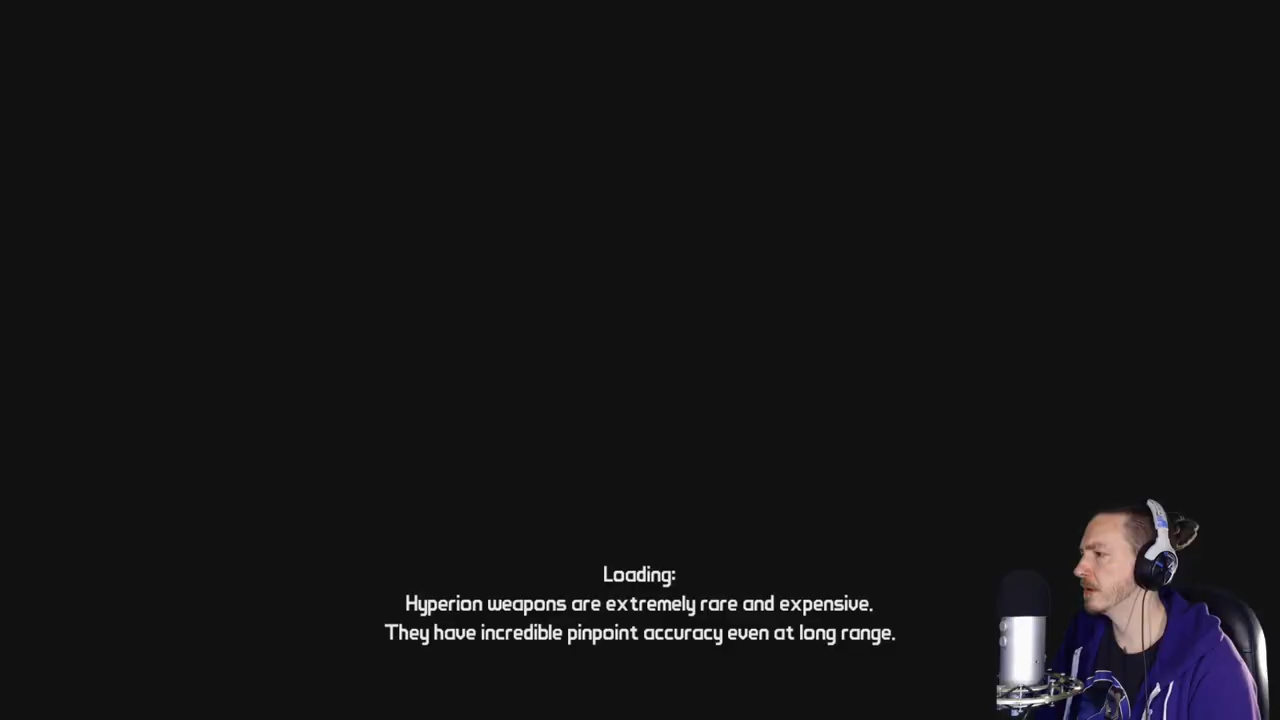 Loading:
Hyperion weapons are extremely rare and expensive.
They have incredible pinpoint accuracy even at long range.